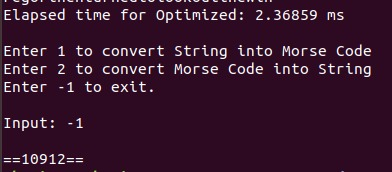 Elapsed time for Optimized: 2.36859 ms
Enter 1 to convert String into Morse Code
Enter 2 to convert Morse Code into String
Enter -1 to exit.
Input: -1
==10912==